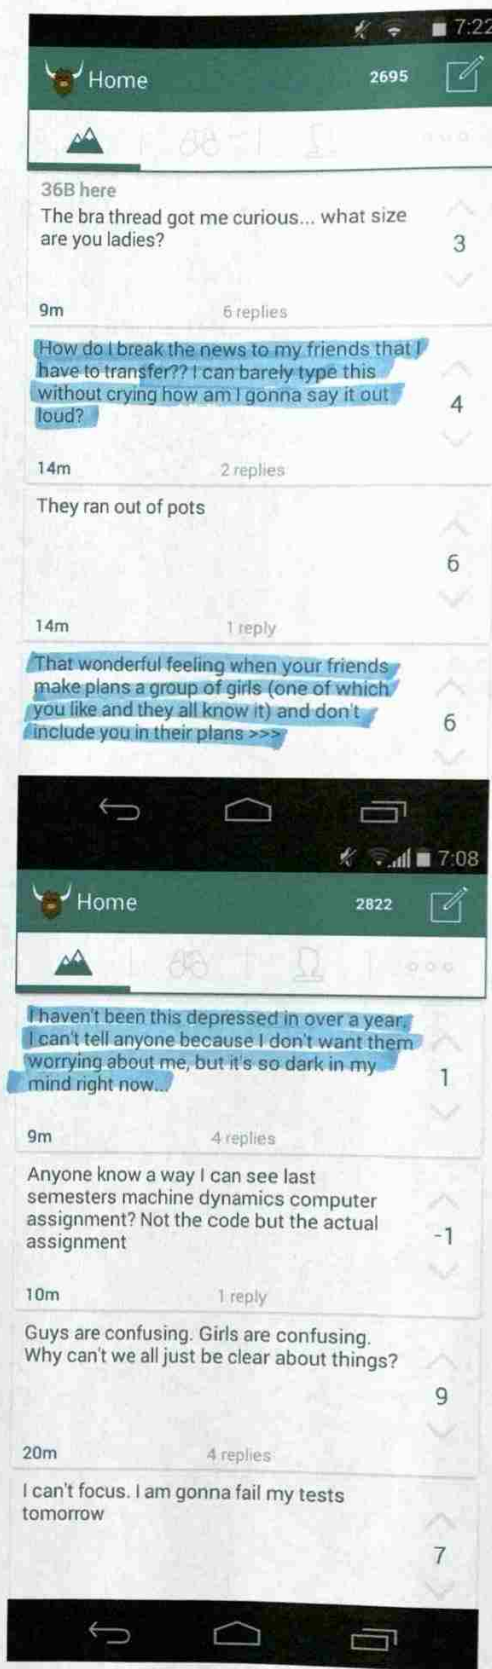 7:22
Home
2695
36B here
The bra thread got me curious... what size
are you ladies?
3
9m
6 replies
How do I break the news to my friends that I
have to transfer?? I can barely type this
without crying how am I gonna say it out
loud?
4
14m
2 replies
They ran out of pots
6
14m
1 reply
That wonderful feeling when your friends
make plans a group of girls (one of which
you like and they all know it) and don't
include you in their plans >>>
6
7:08
Home
2822
I haven't been this depressed in over a year.
I can't tell anyone because I don't want them
worrying about me, but it's so dark in my
mind right now...
1
9m
4 replies
Anyone know a way I can see last
semesters machine dynamics computer
assignment? Not the code but the actual
assignment
-1
10m
1 reply
Guys are confusing. Girls are confusing.
Why can't we all just be clear about things?
9
20m
4 replies
I can't focus. I am gonna fail my tests
tomorrow
7